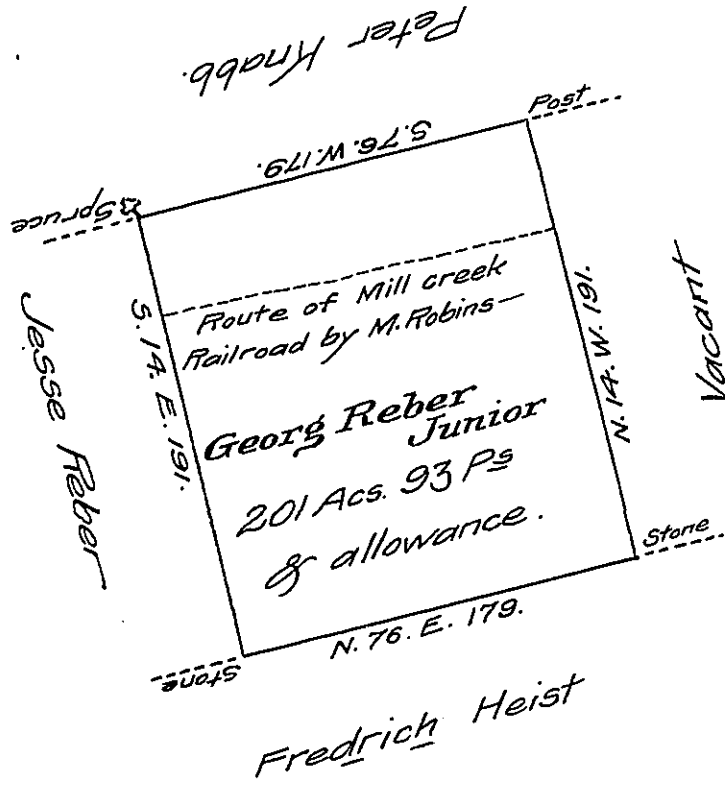 Peter Knabb.
Post
S. 76. W. 179.
Spruce
Route of Mill creek
Railroad by M. Robins—
Jesse Reber
S. 14. E. 191.
N. 14. W. 191.
Vacant
Georg Reber
Junior
201 Acs. 93 Ps
& allowance.
Stone
N. 76. E. 179.
Stone
Fredrich Heist